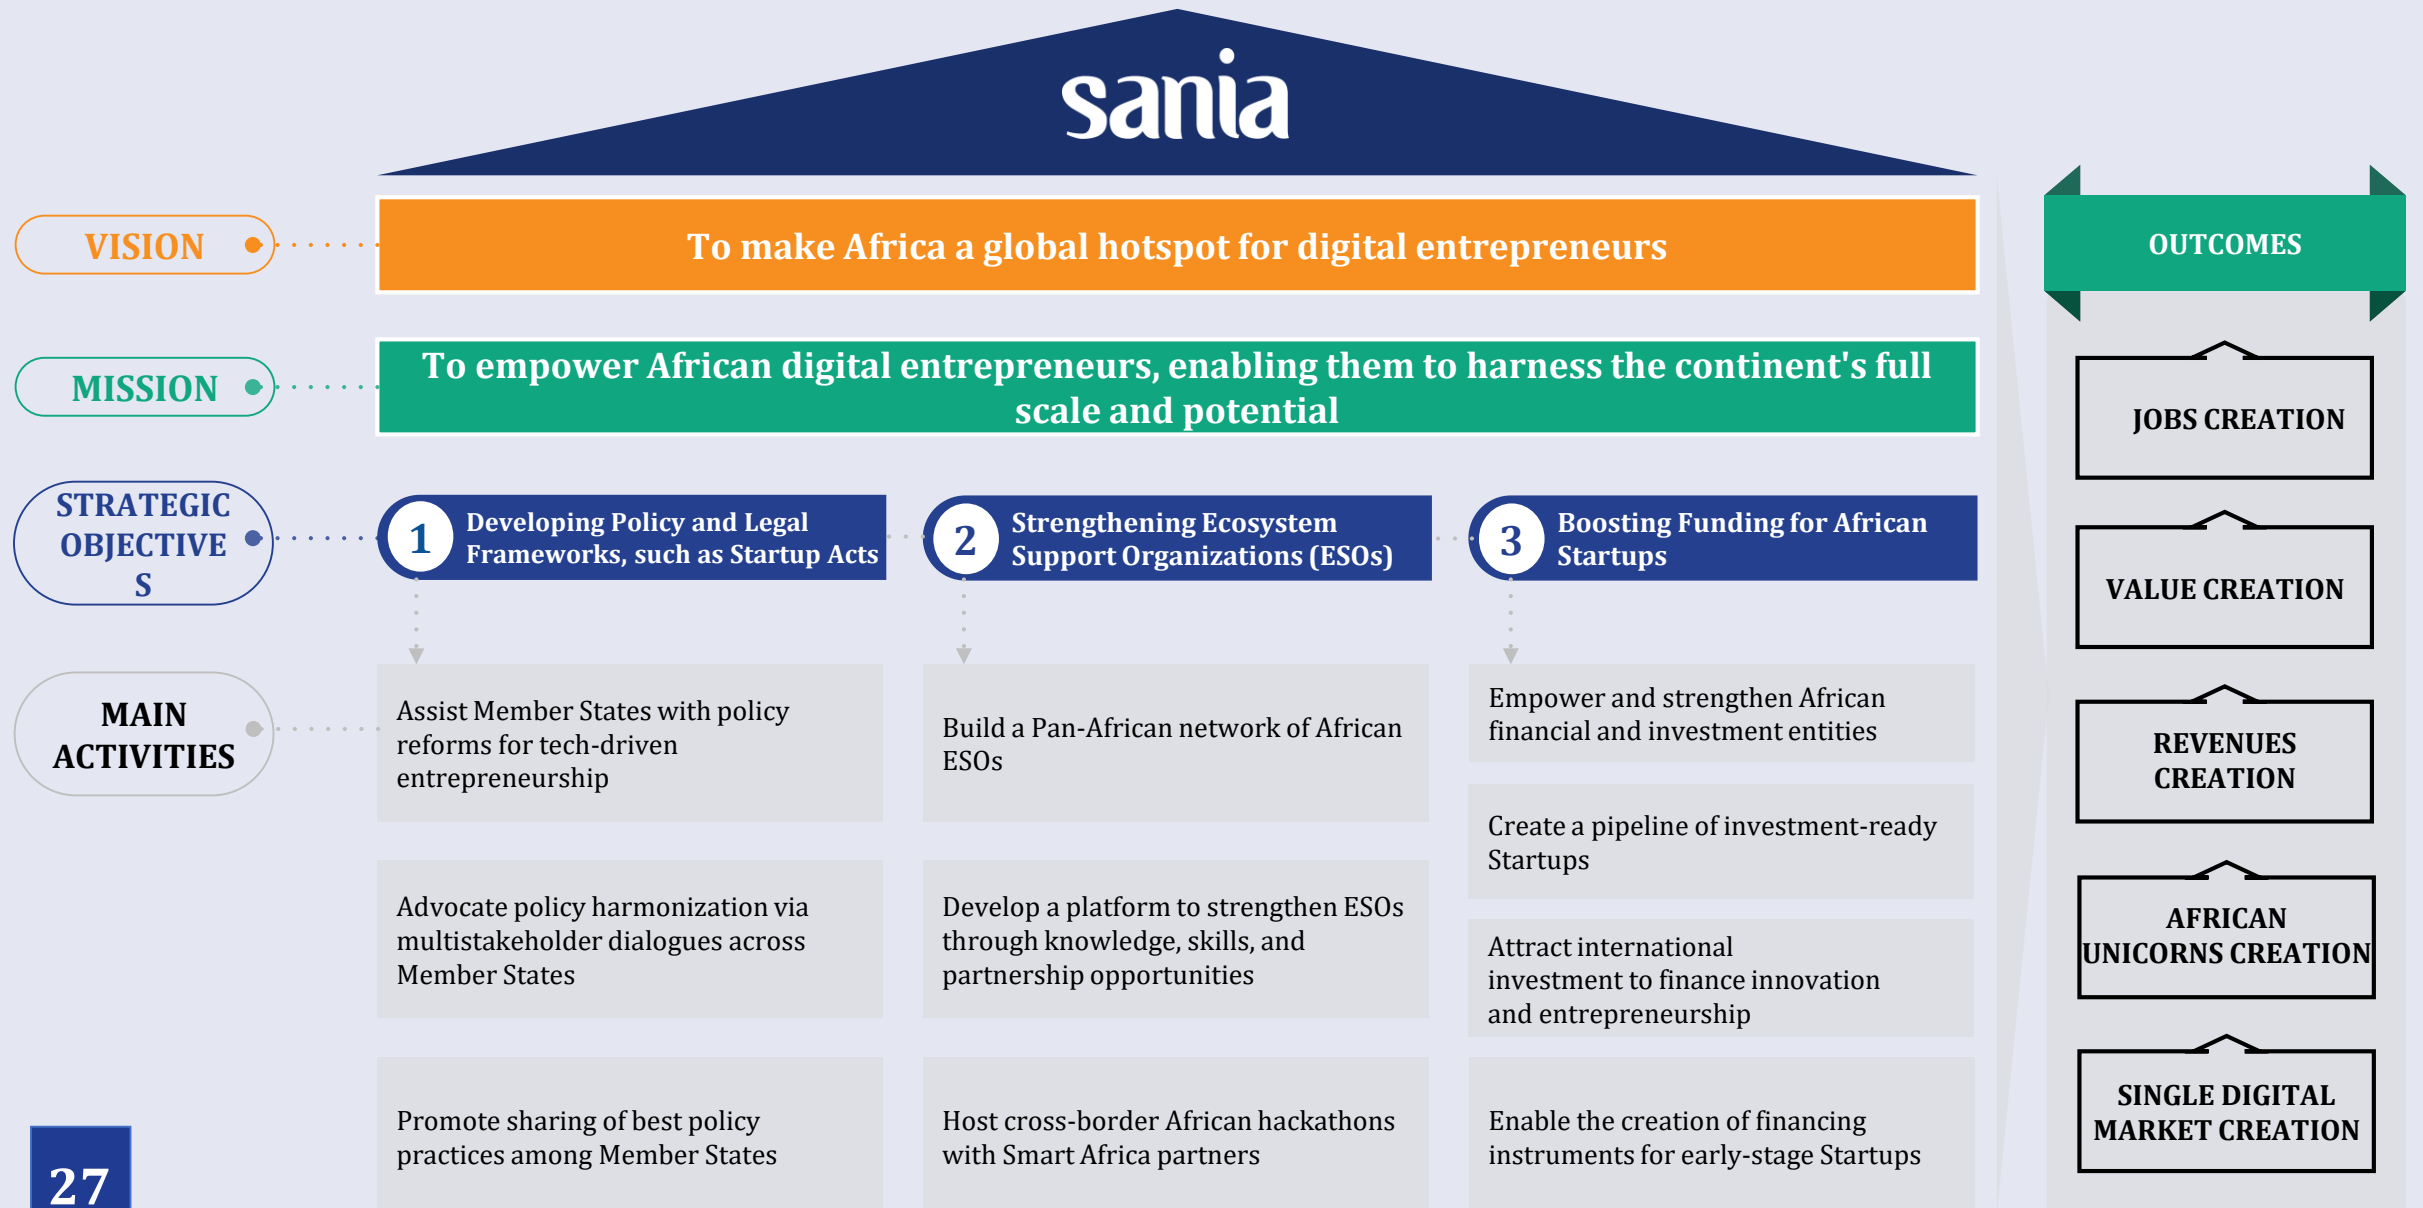 sania
VISION
To make Africa a global hotspot for digital entrepreneurs
OUTCOMES
MISSION
To empower African digital entrepreneurs, enabling them to harness the continent's full
scale and potential
STRATEGIC
OBJECTIVE
S
1
Developing Policy and Legal
Frameworks, such as Startup Acts
2
Strengthening Ecosystem
Support Organizations (ESOs)
3
Boosting Funding for African
Startups
MAIN
ACTIVITIES
Assist Member States with policy
reforms for tech-driven
entrepreneurship
Advocate policy harmonization via
multistakeholder dialogues across
Member States
Promote sharing of best policy
practices among Member States
Build a Pan-African network of African
ESOs
Develop a platform to strengthen ESOs
through knowledge, skills, and
partnership opportunities
Host cross-border African hackathons
with Smart Africa partners
Empower and strengthen African
financial and investment entities
Create a pipeline of investment-ready
Startups
Attract international
investment to finance innovation
and entrepreneurship
Enable the creation of financing
instruments for early-stage Startups
JOBS CREATION
VALUE CREATION
REVENUES
CREATION
AFRICAN
UNICORNS CREATION
SINGLE DIGITAL
MARKET CREATION
27